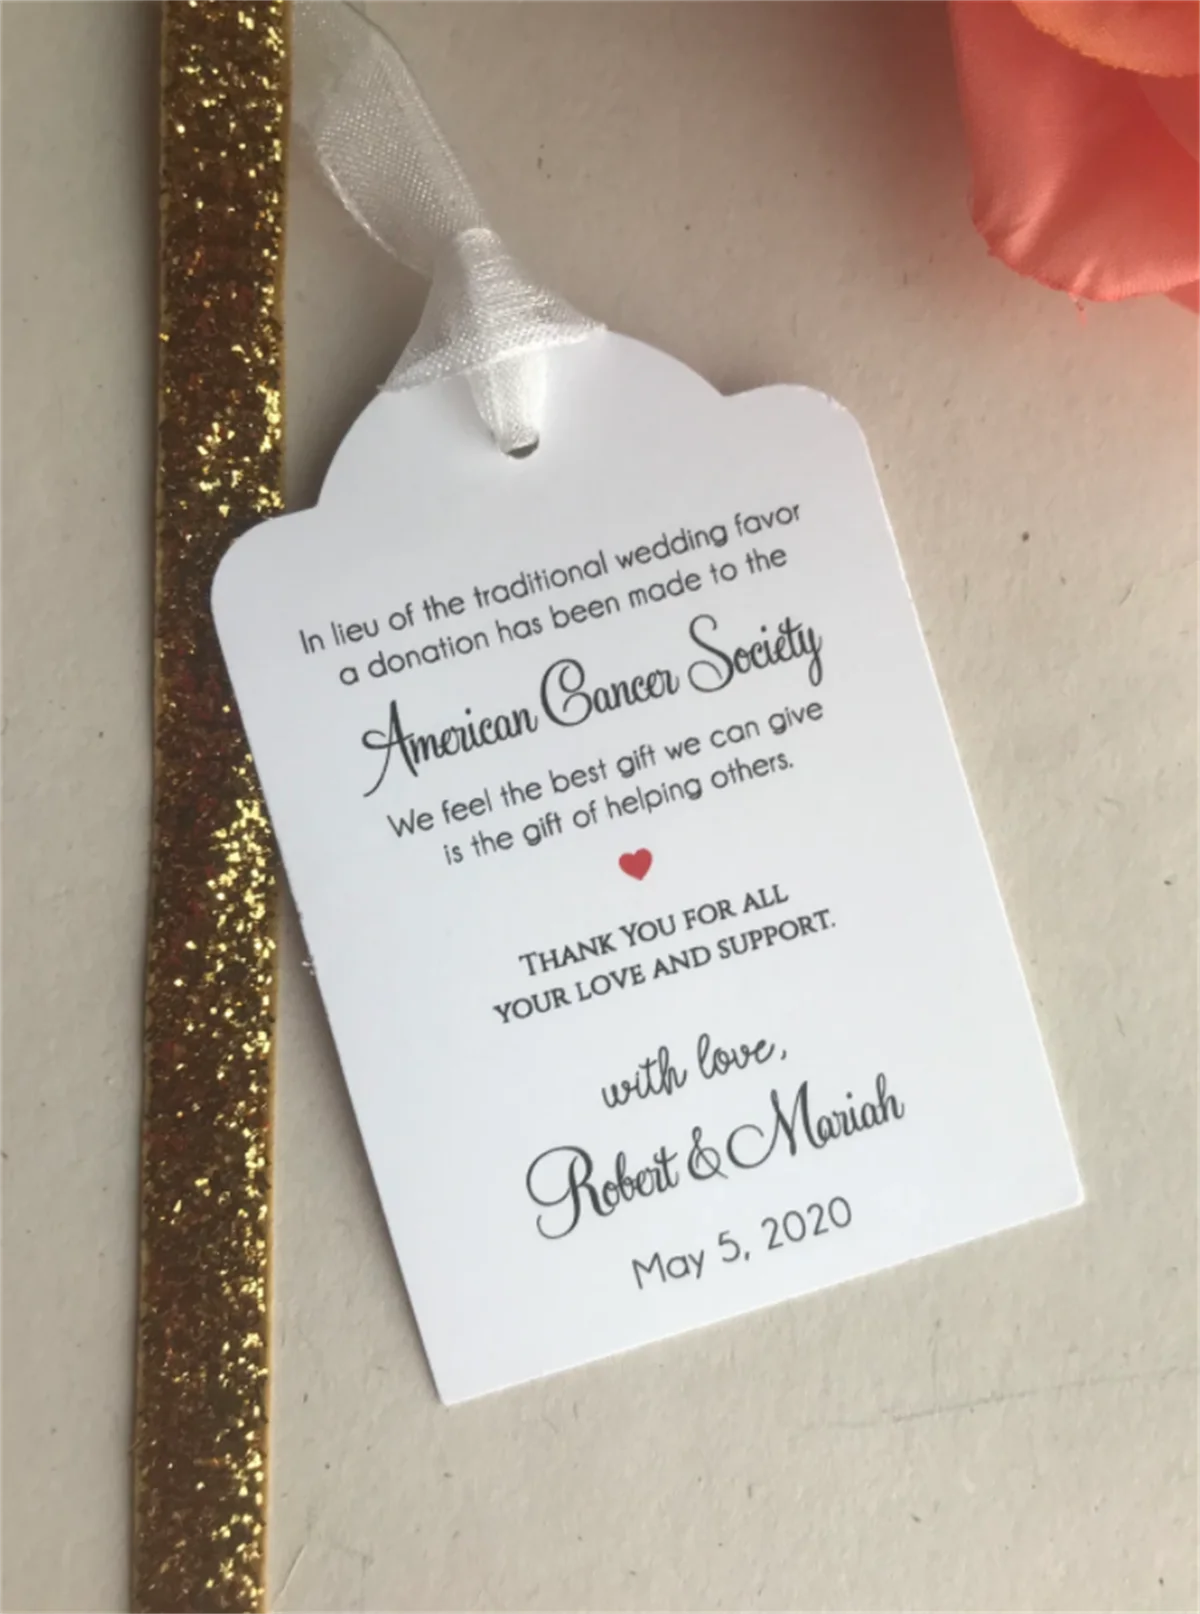 In lieu of the traditional wedding favor
a donation has been made to the
American Cancer Society
We feel the best gift we can give
is the gift of helping others.
THANK YOU FOR ALL
YOUR LOVE AND SUPPORT.
with love,
Robert & Mariah
May 5, 2020